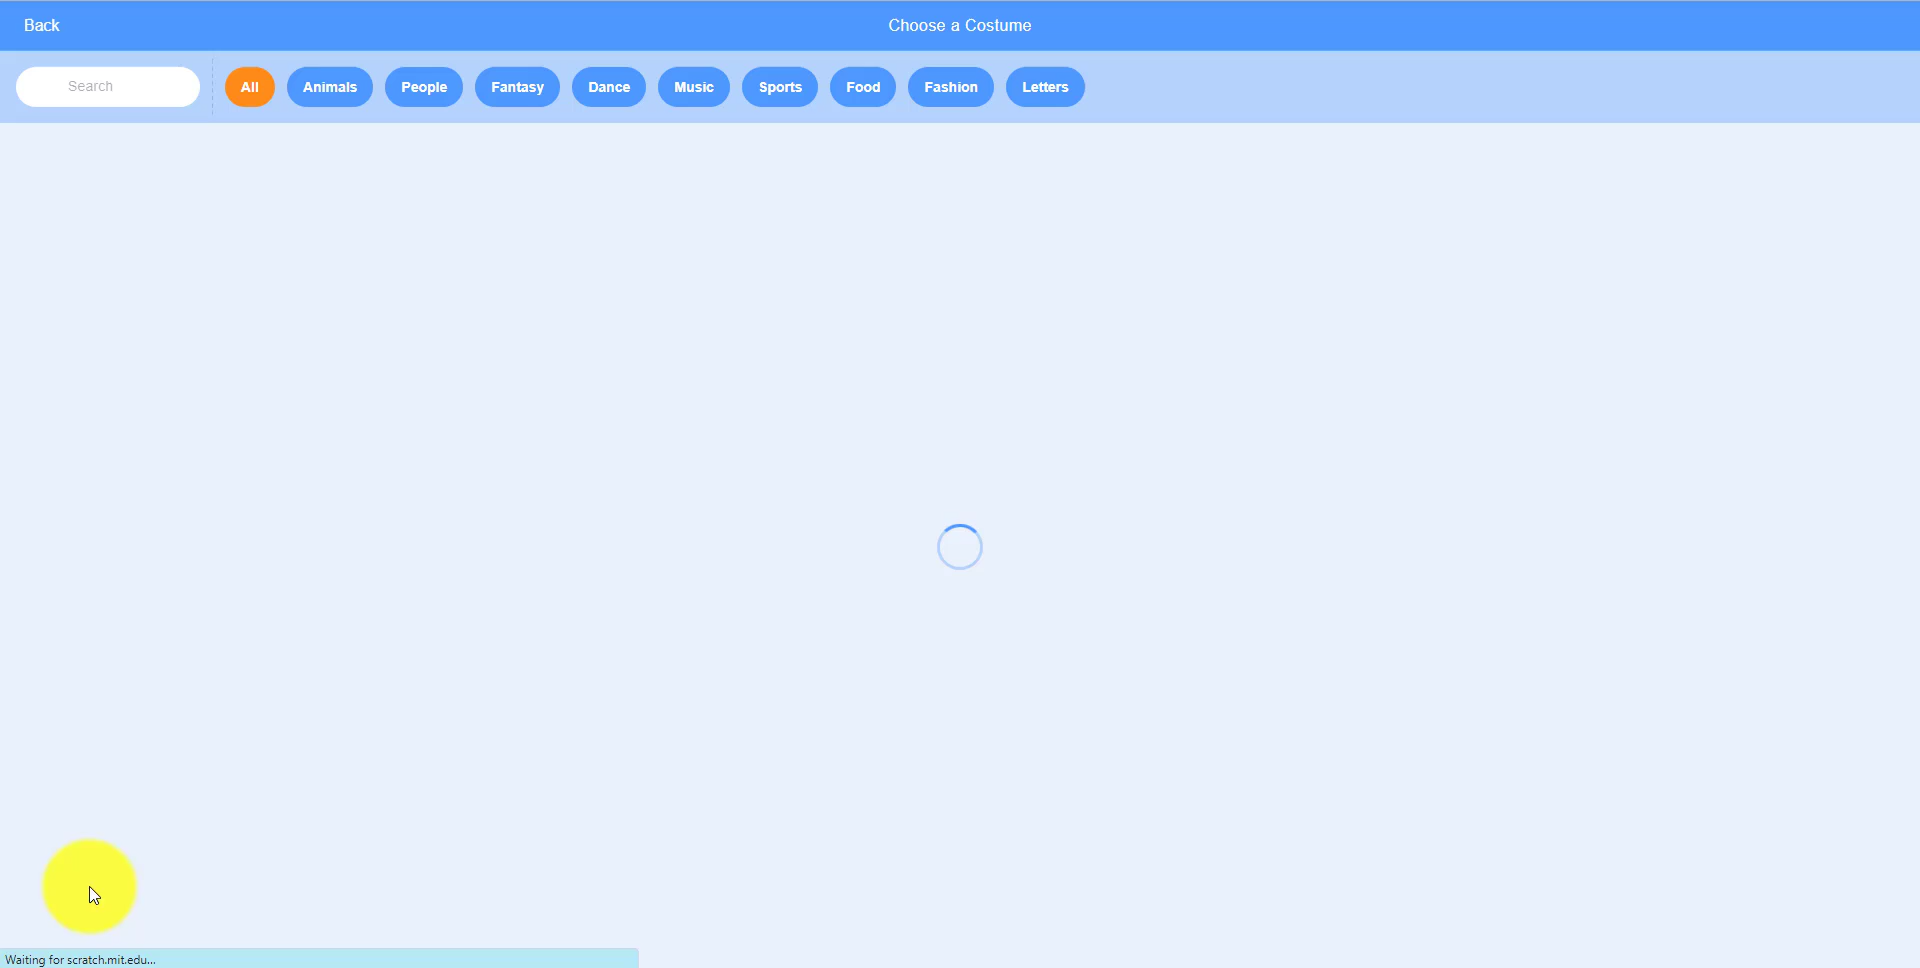 Back
Choose a Costume
Search
All
Animals
People
Fantasy
Dance
Music
Sports
Food
Fashion
Letters
Waiting for scratch.mit.edu...